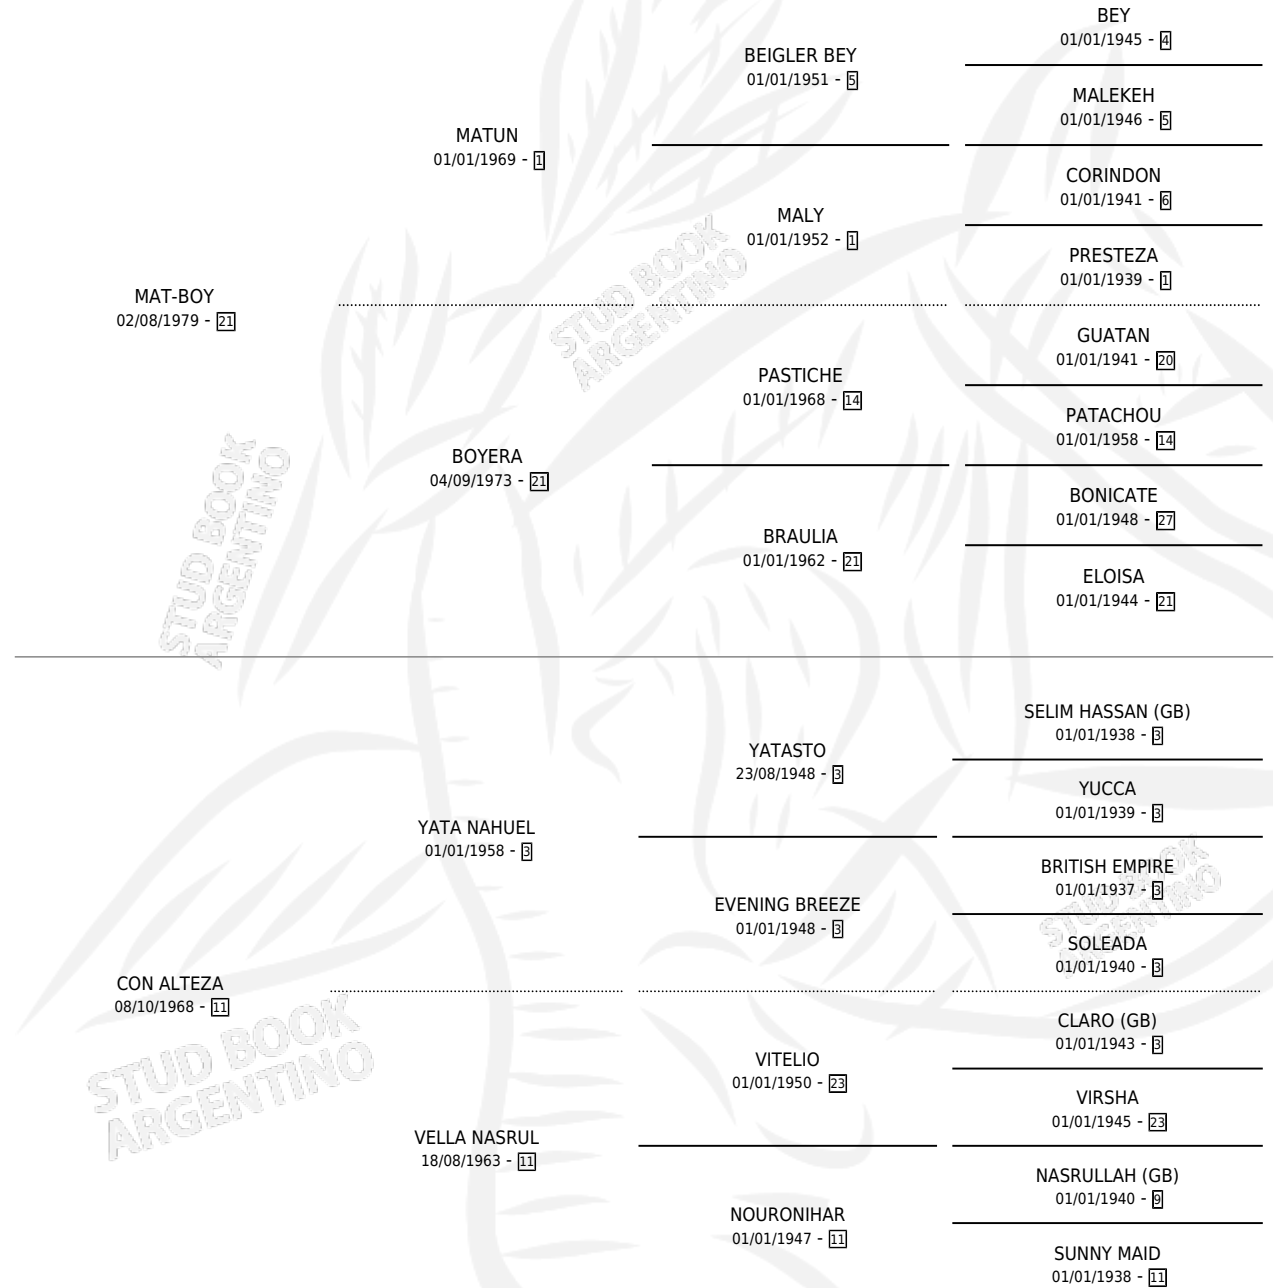 BEY
01/01/1945 - 4
BEIGLER BEY
01/01/1951 - 5
MALEKEH
01/01/1946 - 5
MATUN
01/01/1969 - 1
CORINDON
01/01/1941 - 6
MALY
01/01/1952 - 1
PRESTEZA
01/01/1939 - 1
MAT-BOY
02/08/1979 - 21
GUATAN
01/01/1941 - 20
PASTICHE
01/01/1968 - 14
PATACHOU
01/01/1958 - 14
BOYERA
04/09/1973 - 21
BONICATE
01/01/1948 - 27
BRAULIA
01/01/1962 - 21
ELOISA
01/01/1944 - 21
SELIM HASSAN (GB)
01/01/1938 - 3
YATASTO
23/08/1948 - 3
YUCCA
01/01/1939 - 3
YATA NAHUEL
01/01/1958 - 3
BRITISH EMPIRE
01/01/1937 - 3
EVENING BREEZE
01/01/1948 - 3
SOLEADA
01/01/1940 - 3
CON ALTEZA
08/10/1968 - 11
CLARO (GB)
01/01/1943 - 3
VITELIO
01/01/1950 - 23
VIRSHA
01/01/1945 - 23
VELLA NASRUL
18/08/1963 - 11
NASRULLAH (GB)
01/01/1940 - 9
NOURONIHAR
01/01/1947 - 11
SUNNY MAID
01/01/1938 - 11
STUD BOOK
ARGENTINO
STUD BOOK
ARGENTINO
STUD BOOK
ARGENTINO
STUD BOOK
ARGENTINO